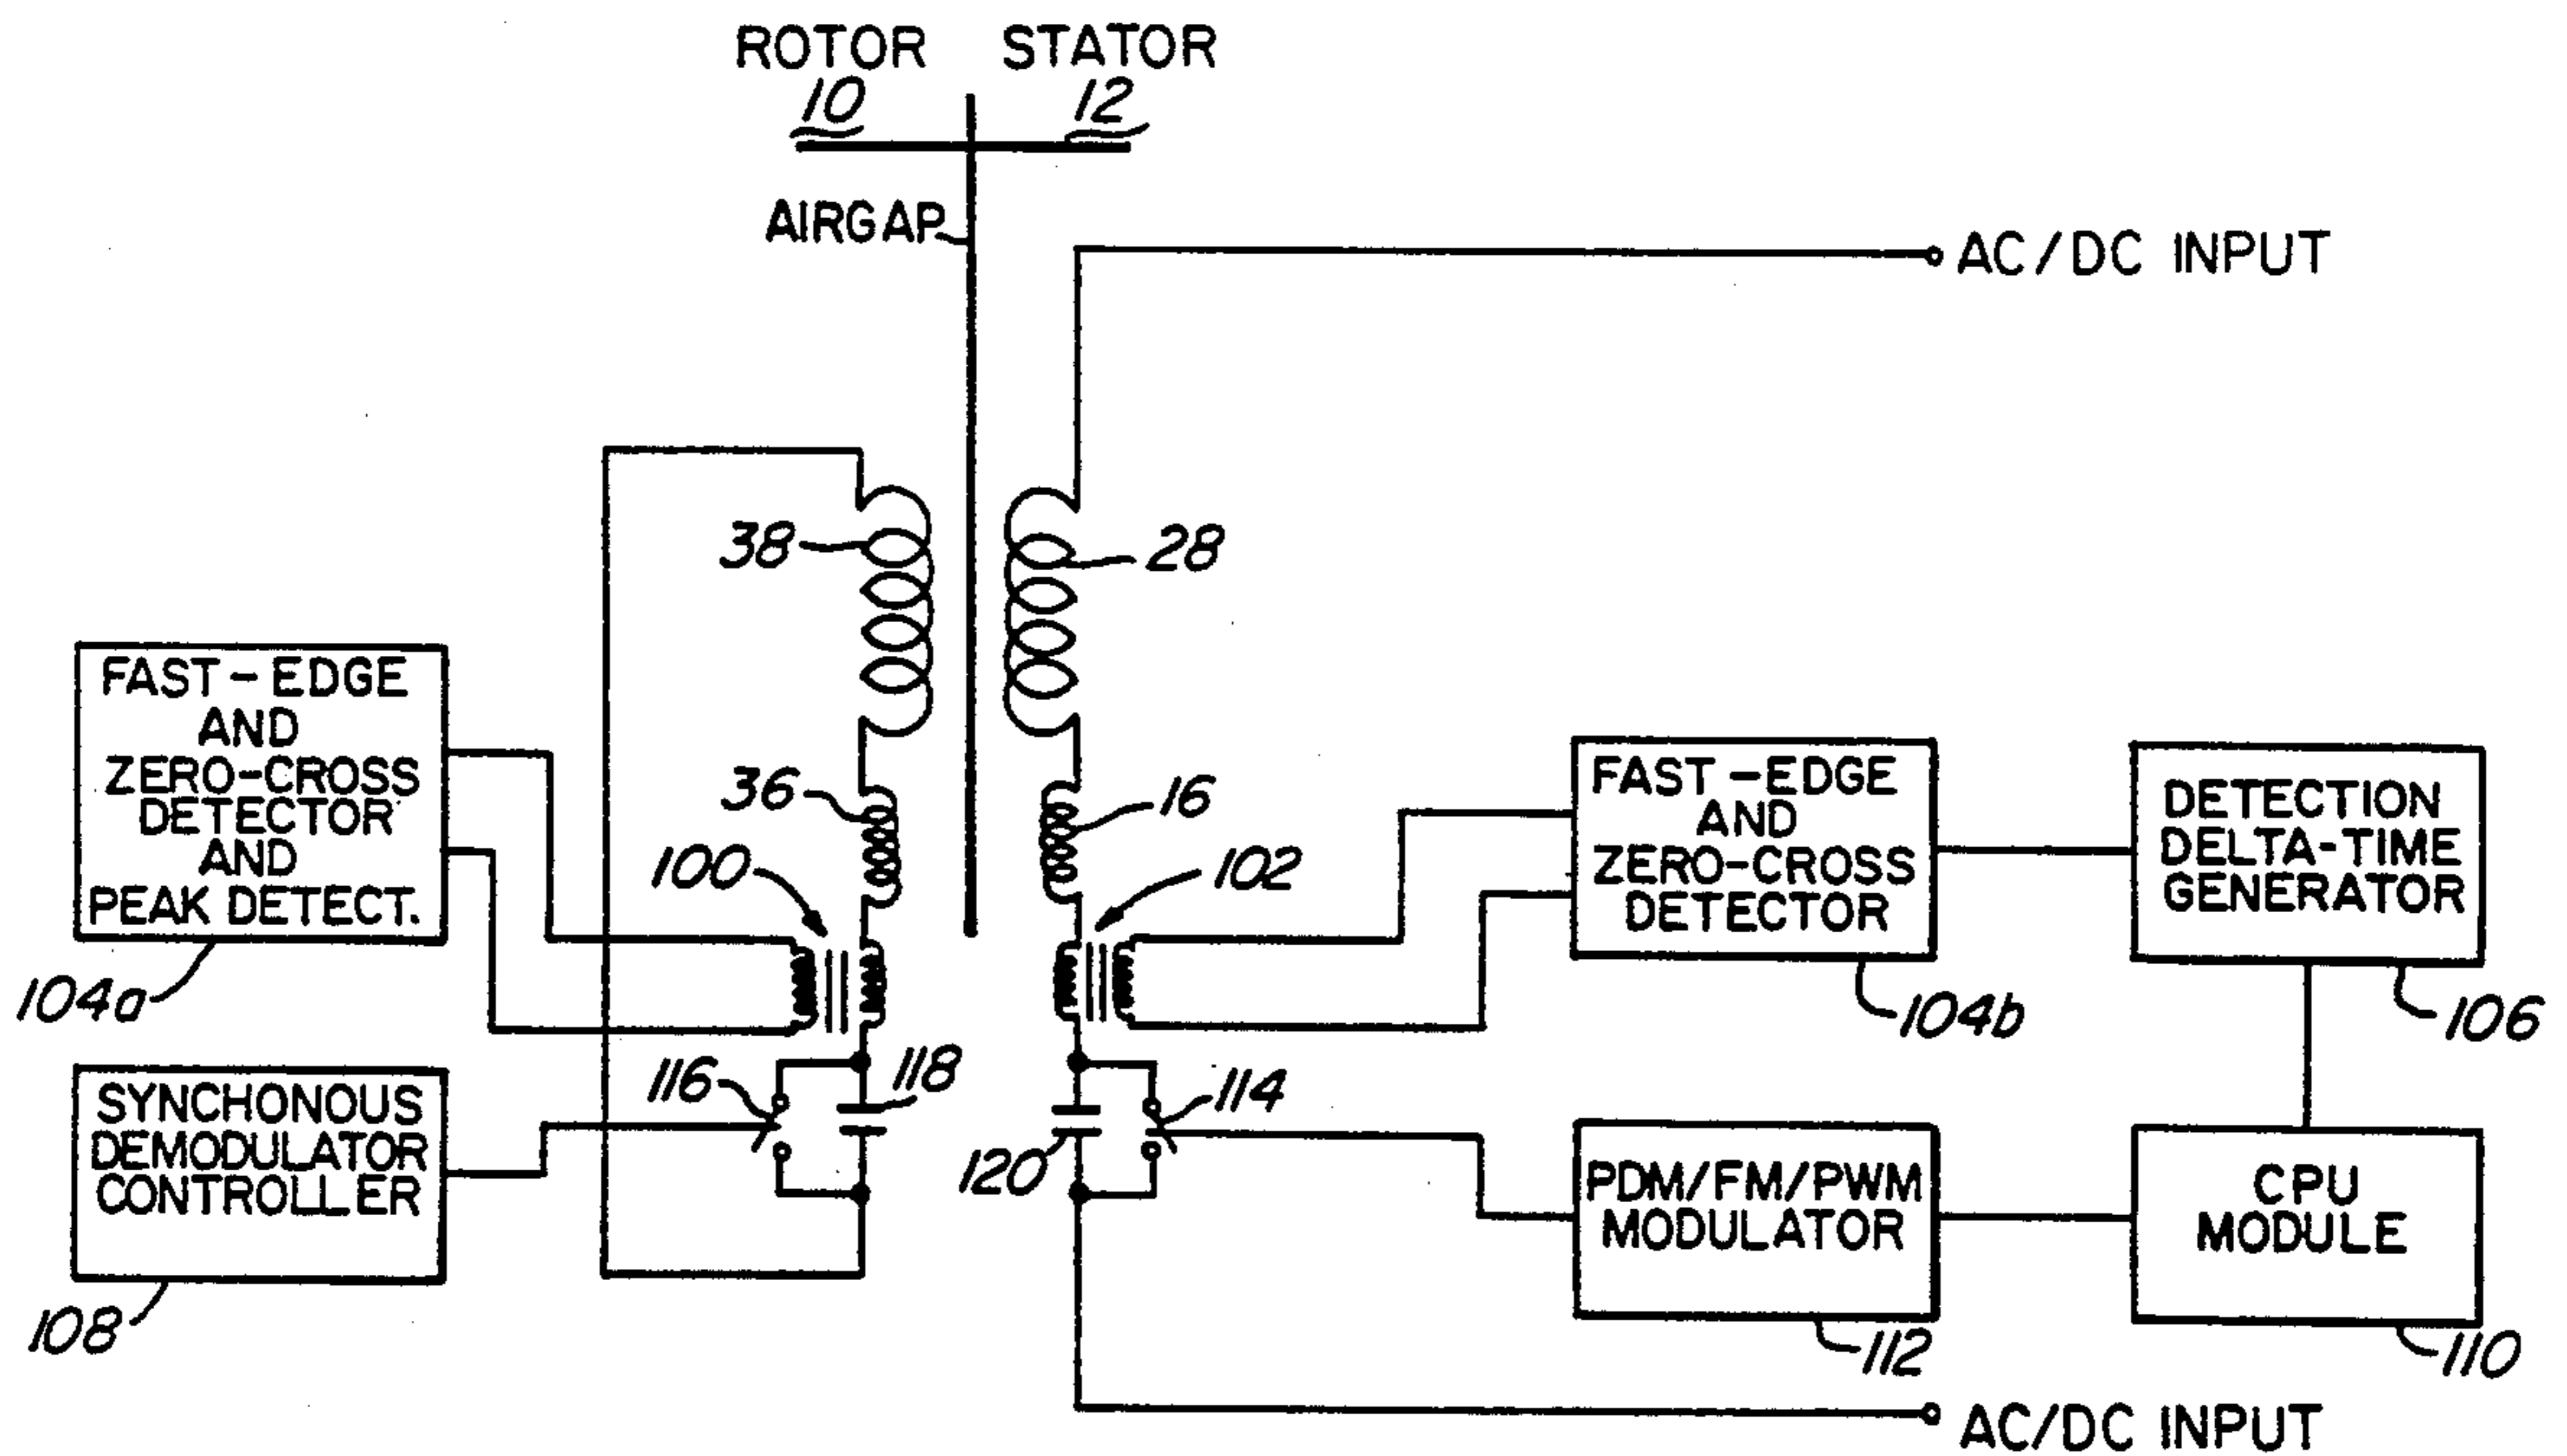 ROTOR STATOR
10 12
AIRGAP
AC/DC INPUT
38
28
FAST-EDGE
AND
ZERO-CROSS
DETECTOR
AND
PEAK DETECT.
104a
36
16
100
102
FAST-EDGE
AND
ZERO-CROSS
DETECTOR
104b
DETECTION
DELTA-TIME
GENERATOR
106
SYNCHONOUS
DEMODULATOR
CONTROLLER
108
116
118
120
114
PDM/FM/PWM
MODULATOR
112
CPU
MODULE
110
AC/DC INPUT